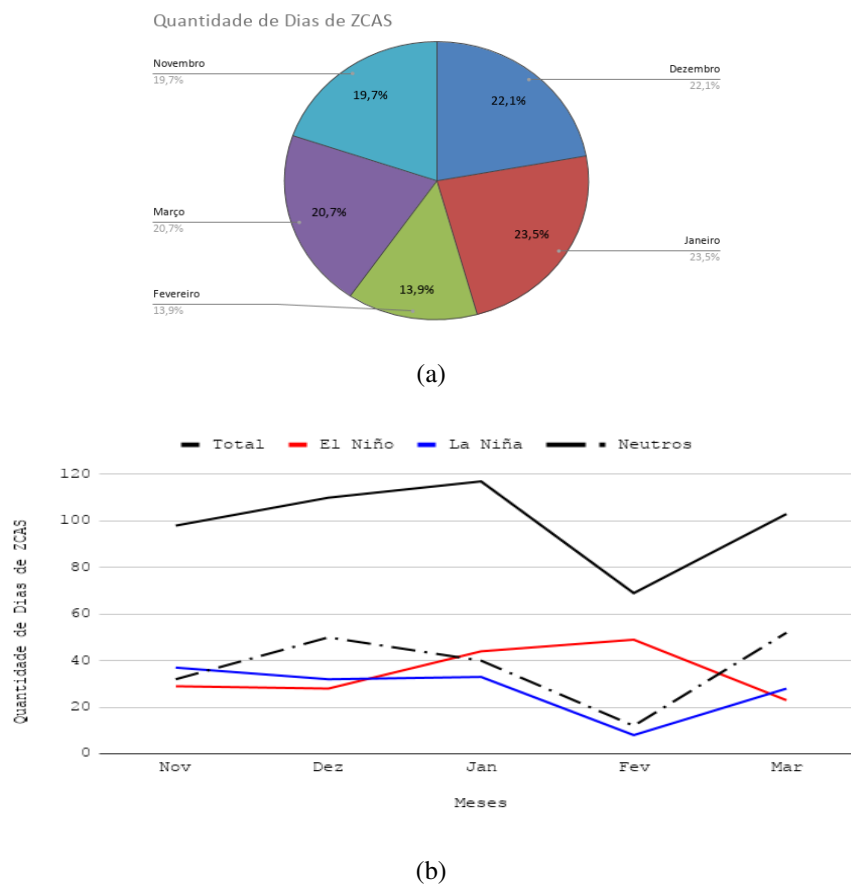 Quantidade de Dias de ZCAS
Novembro
19,7%
Dezembro
22,1%
19,7%
22,1%
Março
20,7%
20,7%
23,5%
Janeiro
23,5%
Fevereiro
13,9%
13,9%
(a)
Total El Niño La Niña Neutros
120
100
80
60
40
20
0
Quantidade de Dias de ZCAS
Nov Dez Jan Fev Mar
Meses
(b)